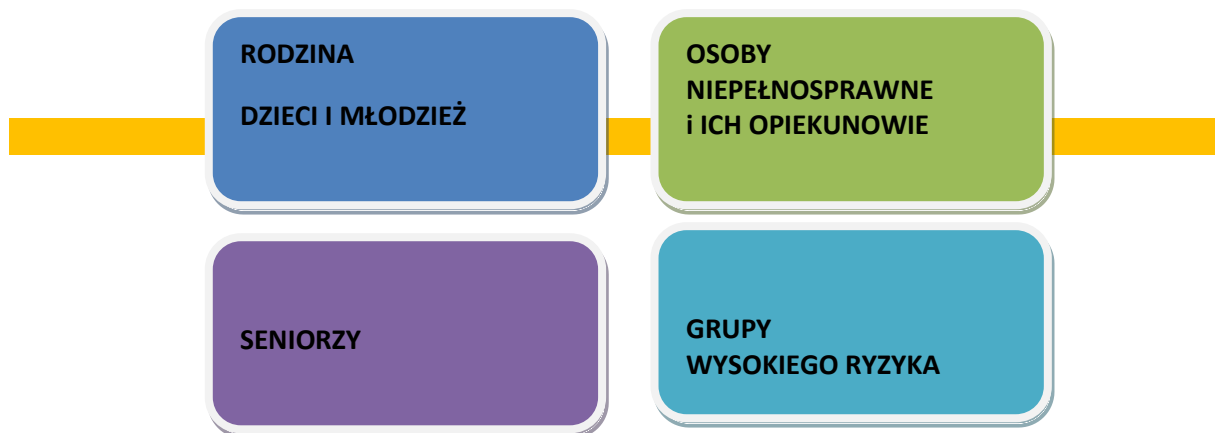 RODZINA
DZIECI I MŁODZIEŻ
OSOBY
NIEPEŁNOSPRAWNE
i ICH OPIEKUNOWIE
SENIORZY
GRUPY
WYSOKIEGO RYZYKA